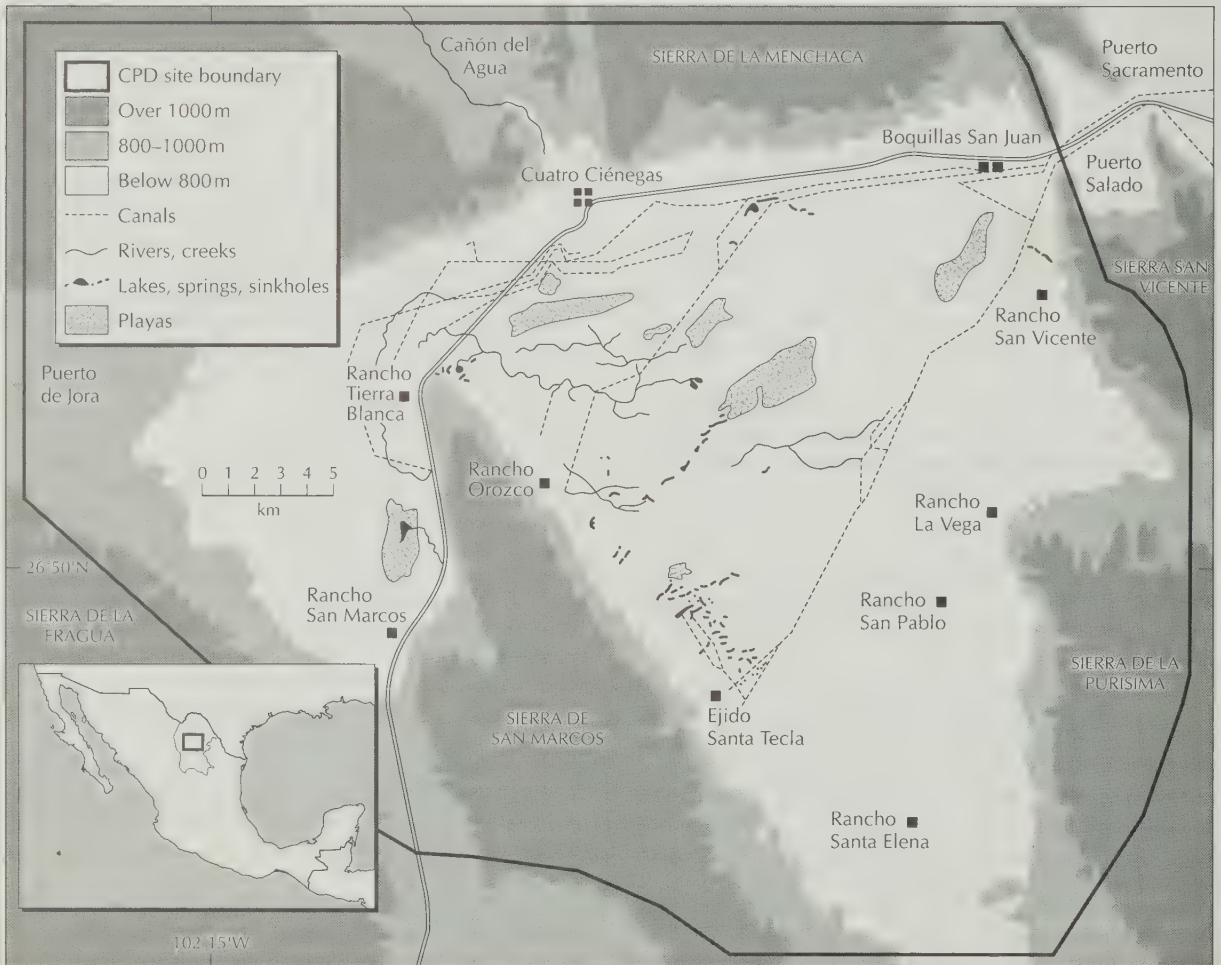 CPD site boundary
Over 1000m
800–1000m
Below 800m
Canals
Rivers, creeks
Lakes, springs, sinkholes
Playas
Cañón del
Agua
SIERRA DE LA MENCHACA
Puerto
Sacramento
Boquillas San Juan
Cuatro Ciénegas
Puerto
Salado
SIERRA SAN
VICENTE
Rancho
San Vicente
Puerto
de Jora
Rancho
Tierra
Blanca
0 1 2 3 4 5
km
Rancho
Orozco
Rancho
La Vega
26°50'N
Rancho
San Marcos
SIERRA DE LA
FRAGUA
Rancho
San Pablo
SIERRA DE LA
PURISIMA
SIERRA DE
SAN MARCOS
Ejido
Santa Tecla
Rancho
Santa Elena
102°15'W